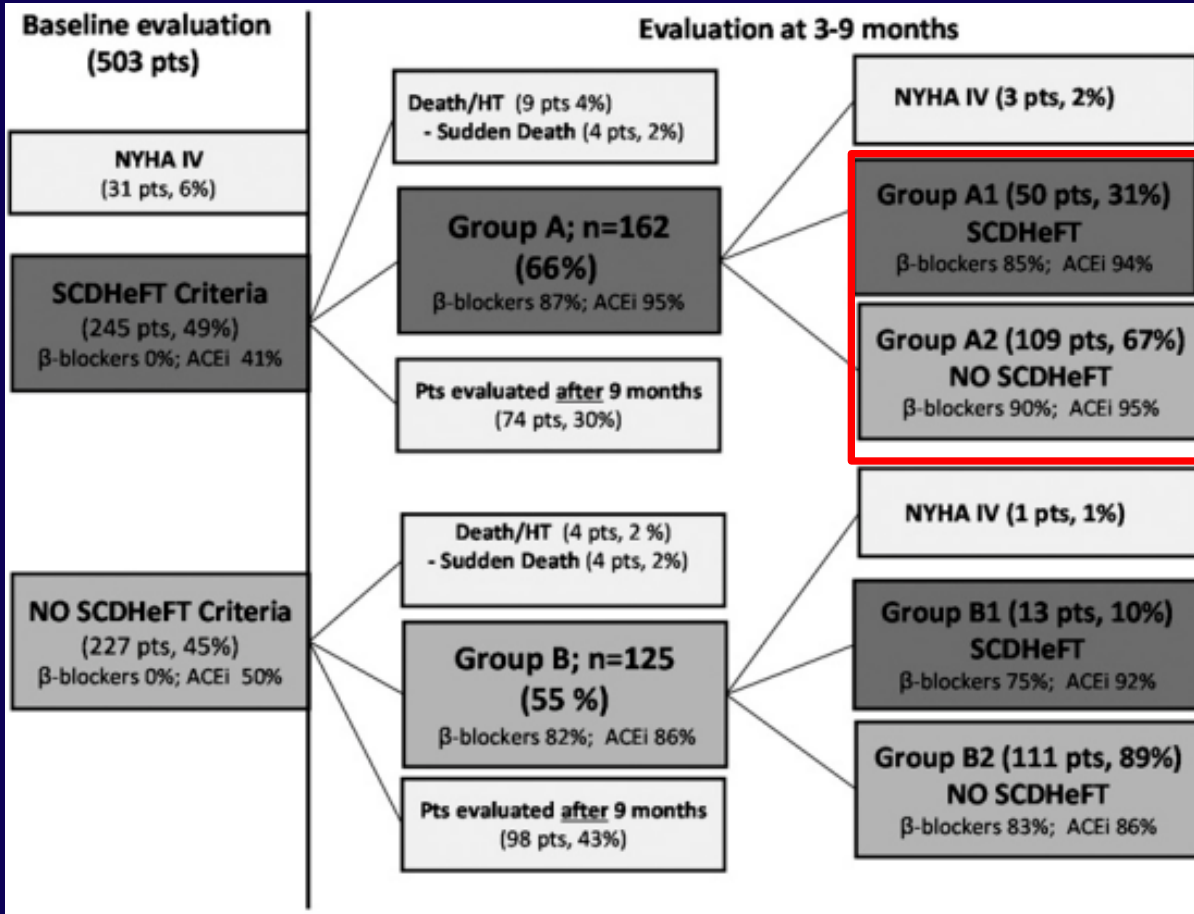 Baseline evaluation
(503 pts)
NYHA IV
(31 pts, 6%)
SCDHeFT Criteria
(245 pts, 49%)
β-blockers 0%; ACEi 41%
NO SCDHeFT Criteria
(227 pts, 45%)
β-blockers 0%; ACEi 50%
Evaluation at 3-9 months
Death/HT (9 pts 4%)
- Sudden Death (4 pts, 2%)
Group A; n=162
(66%)
β-blockers 87%; ACEi 95%
Pts evaluated after 9 months
(74 pts, 30%)
Death/HT (4 pts, 2 %)
- Sudden Death (4 pts, 2%)
Group B; n=125
(55 %)
β-blockers 82%; ACEi 86%
Pts evaluated after 9 months
(98 pts, 43%)
NYHA IV (3 pts, 2%)
Group A1 (50 pts, 31%)
SCDHeFT
β-blockers 85%; ACEi 94%
Group A2 (109 pts, 67%)
NO SCDHeFT
β-blockers 90%; ACEi 95%
NYHA IV (1 pts, 1%)
Group B1 (13 pts, 10%)
SCDHeFT
β-blockers 75%; ACEi 92%
Group B2 (111 pts, 89%)
NO SCDHeFT
β-blockers 83%; ACEi 86%